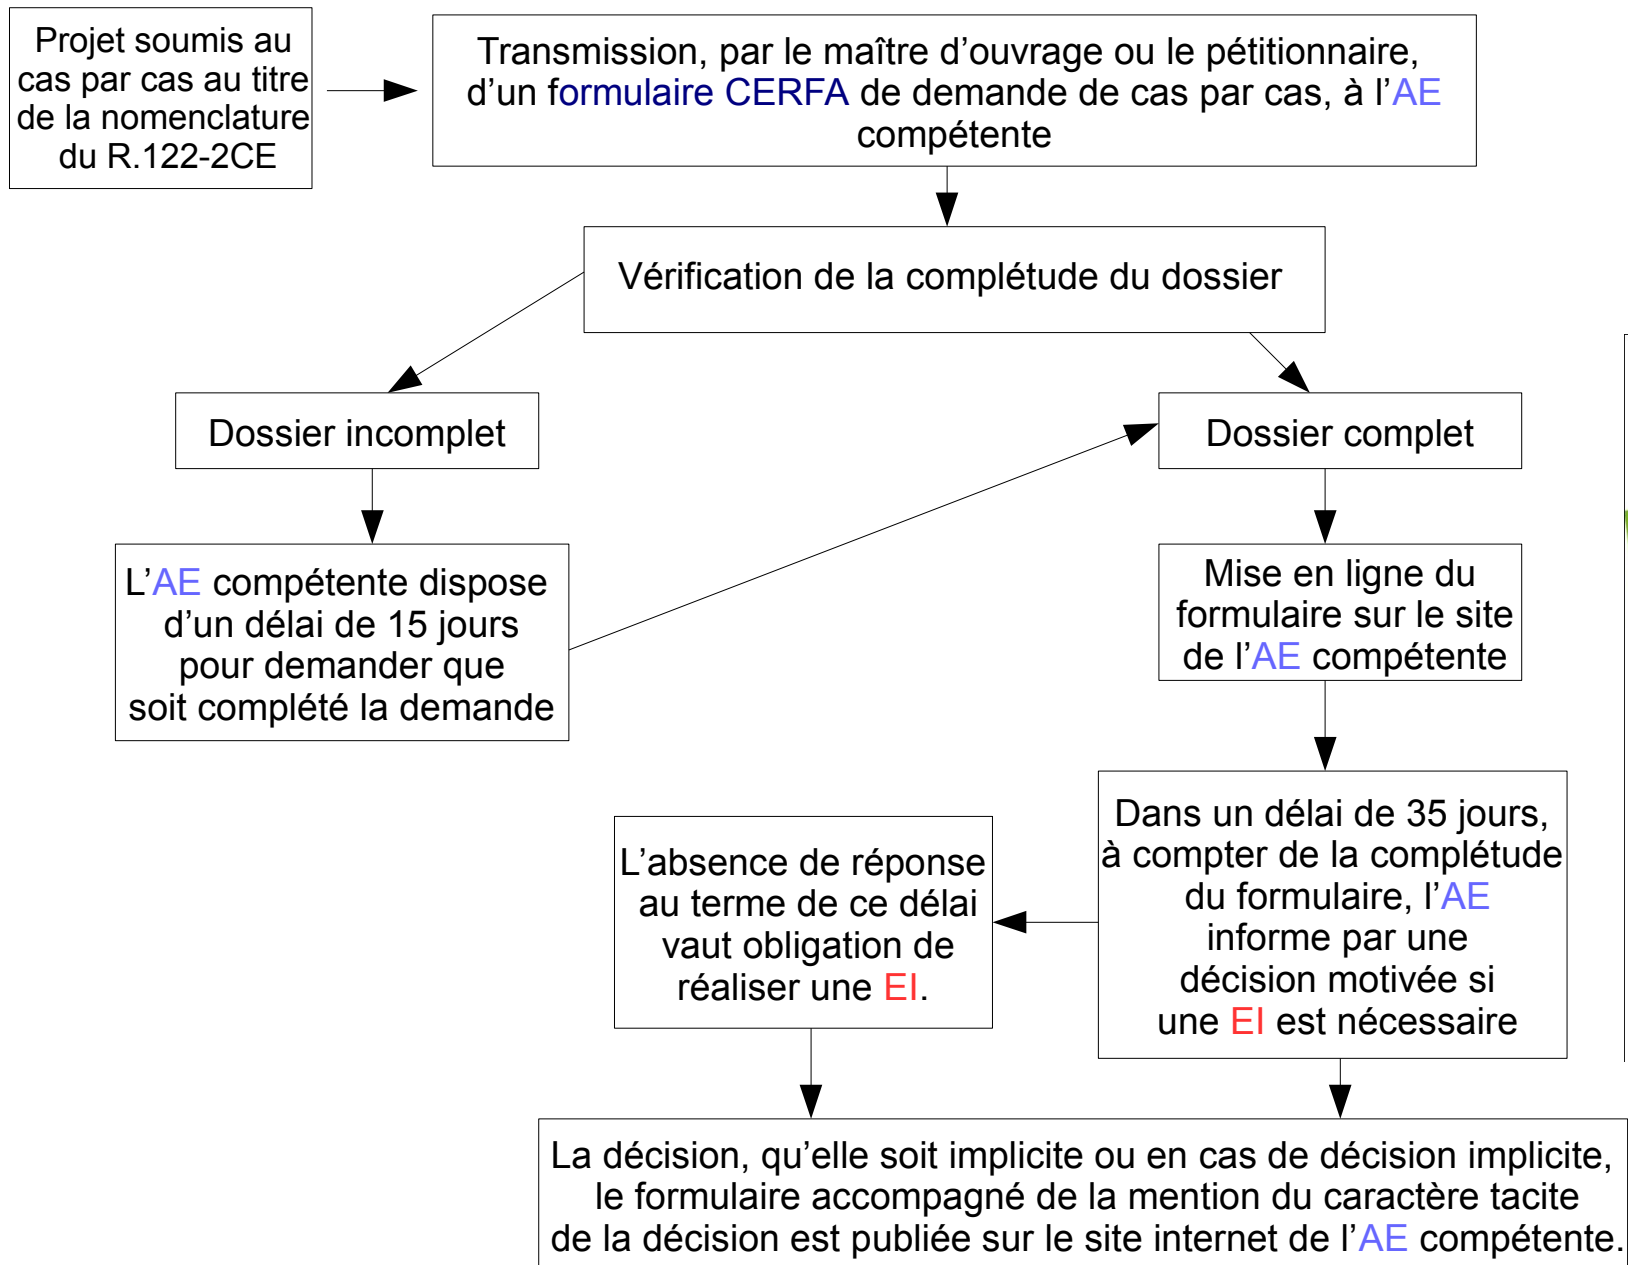 Projet soumis au
cas par cas au titre
de la nomenclature
du R.122-2CE
Transmission, par le maître d’ouvrage ou le pétitionnaire,
d’un formulaire CERFA de demande de cas par cas, à l’AE
compétente
Vérification de la complétude du dossier
Dossier incomplet
Dossier complet
L’AE compétente dispose
d’un délai de 15 jours
pour demander que
soit complété la demande
Mise en ligne du
formulaire sur le site
de l’AE compétente
L’absence de réponse
au terme de ce délai
vaut obligation de
réaliser une EI.
Dans un délai de 35 jours,
à compter de la complétude
du formulaire, l’AE
informe par une
décision motivée si
une EI est nécessaire
La décision, qu’elle soit implicite ou en cas de décision implicite,
le formulaire accompagné de la mention du caractère tacite
de la décision est publiée sur le site internet de l’AE compétente.